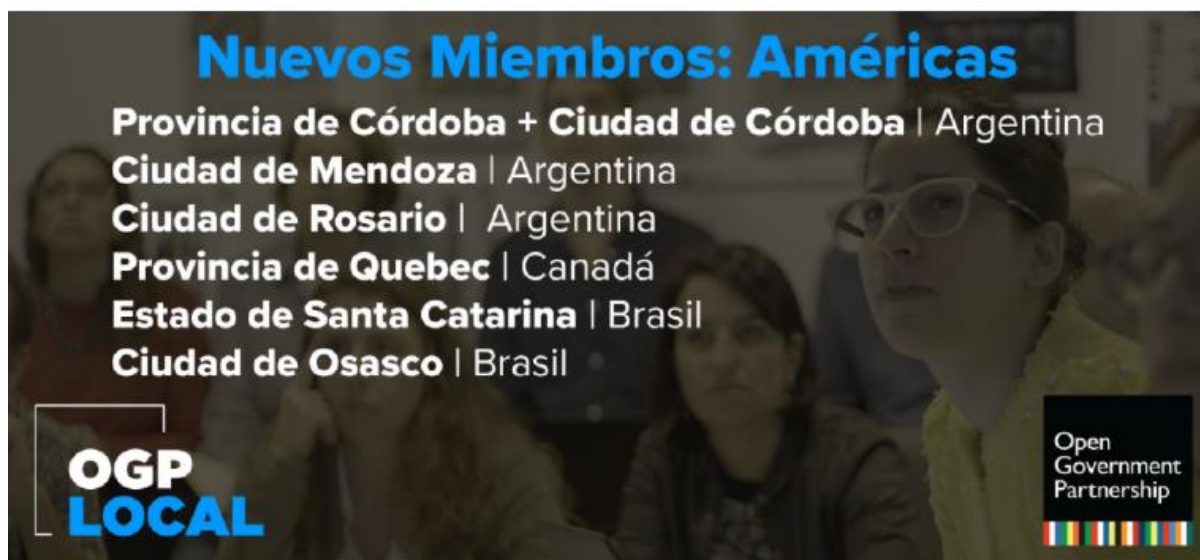 Nuevos Miembros: Américas
Provincia de Córdoba + Ciudad de Córdoba | Argentina
Ciudad de Mendoza | Argentina
Ciudad de Rosario | Argentina
Provincia de Quebec | Canadá
Estado de Santa Catarina | Brasil
Ciudad de Osasco | Brasil
OGP
LOCAL
Open
Government
Partnership